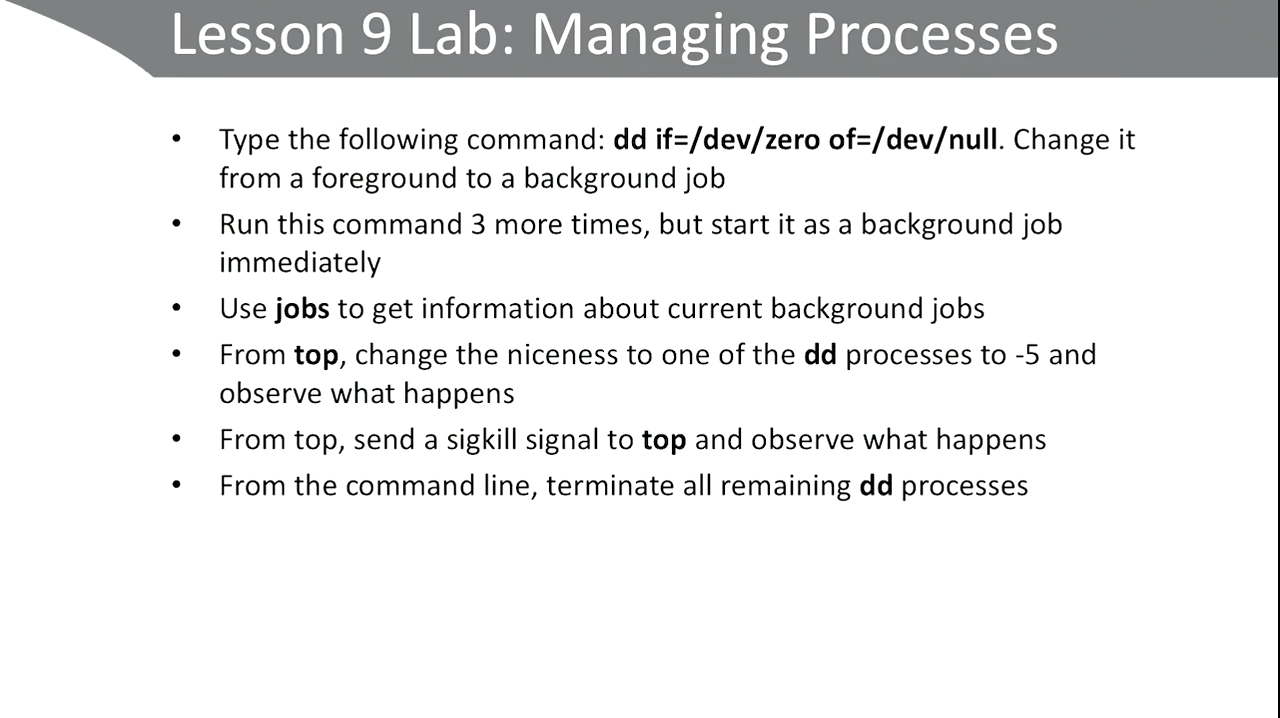 Lesson 9 Lab: Managing Processes
• Type the following command: dd if=/dev/zero of=/dev/null. Change it
from a foreground to a background job
• Run this command 3 more times, but start it as a background job
immediately
• Use jobs to get information about current background jobs
• From top, change the niceness to one of the dd processes to -5 and
observe what happens
• From top, send a sigkill signal to top and observe what happens
• From the command line, terminate all remaining dd processes